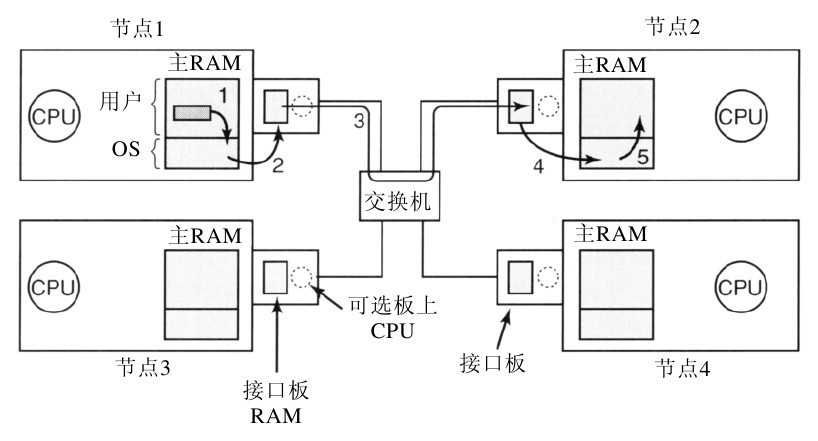 节点1
节点2
主RAM
主RAM
用户
1
CPU
CPU
3
OS
2
4
5
交换机
主RAM
主RAM
CPU
CPU
可选板上
CPU
节点3
接口板
节点4
接口板
RAM